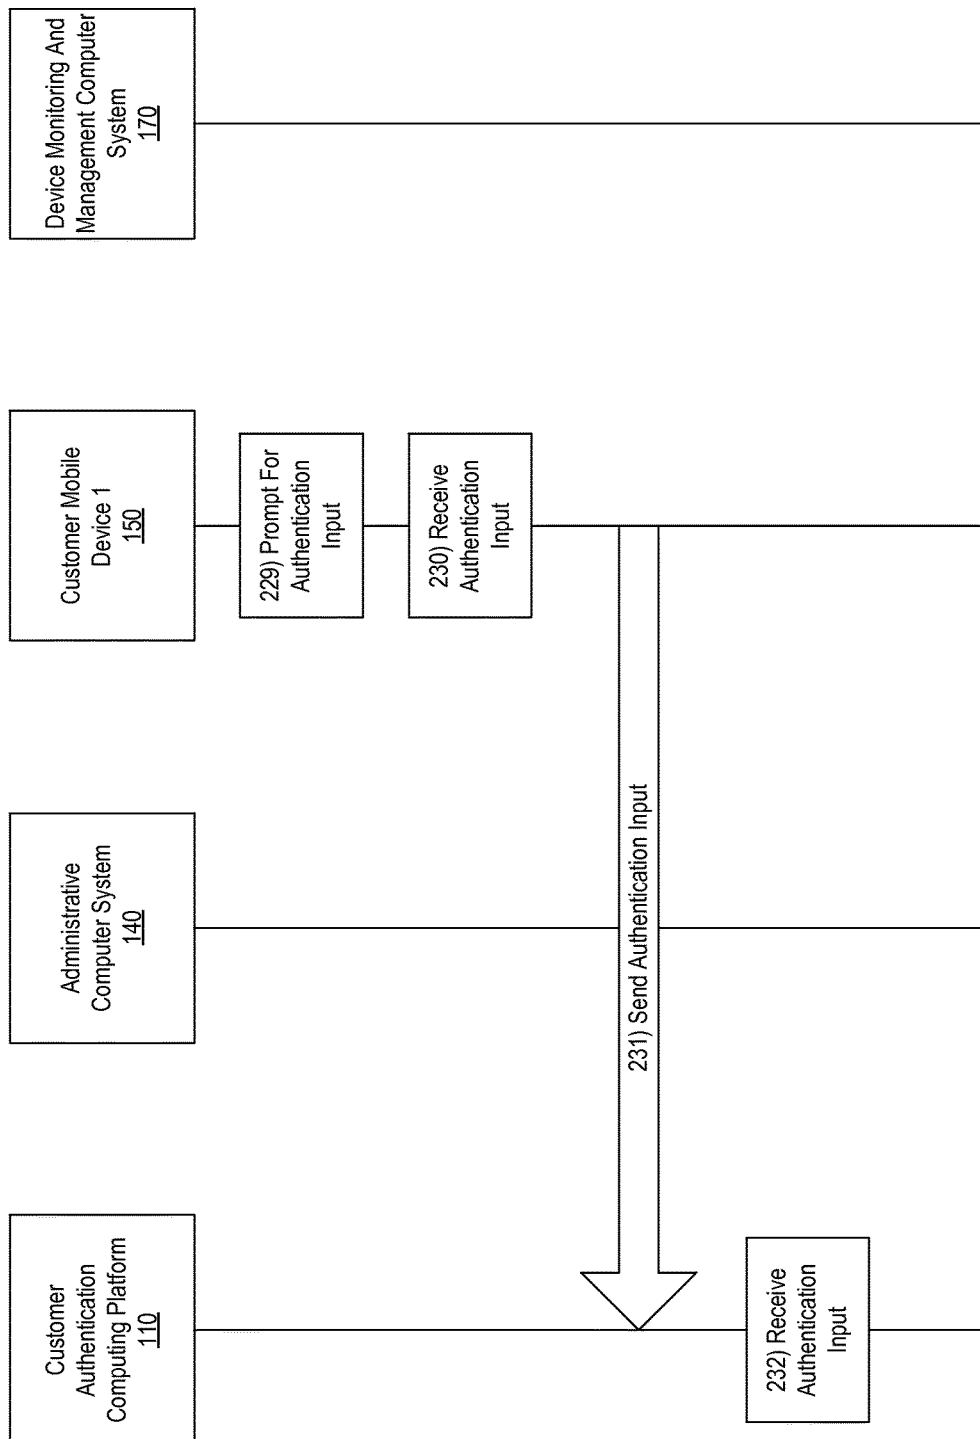 Customer
Authentication
Computing Platform
110
Administrative
Computer System
140
Customer Mobile
Device 1
150
Device Monitoring And
Management Computer
System
170
229) Prompt For
Authentication
Input
230) Receive
Authentication
Input
231) Send Authentication Input
232) Receive
Authentication
Input